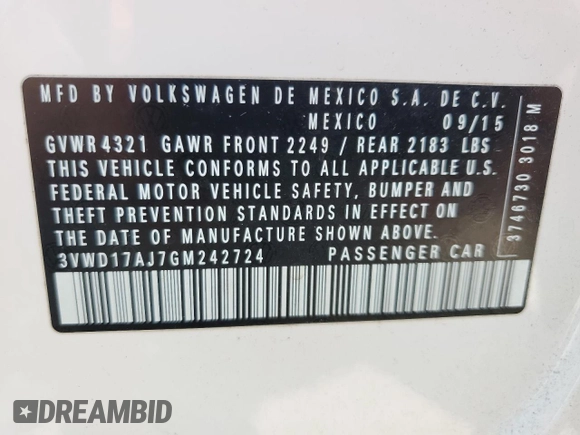 MFD BY VOLKSWAGEN DE MEXICO S.A. DE C.V.
MEXICO 09/15
GVWR 4321 GAWR FRONT 2249 / REAR 2183 LBS
THIS VEHICLE CONFORMS TO ALL APPLICABLE U.S.
FEDERAL MOTOR VEHICLE SAFETY, BUMPER AND
THEFT PREVENTION STANDARDS IN EFFECT ON
THE DATE OF MANUFACTURE SHOWN ABOVE.
3VWD17AJ7GM242724 PASSENGER CAR
3746730 3018 M
DREAMBID